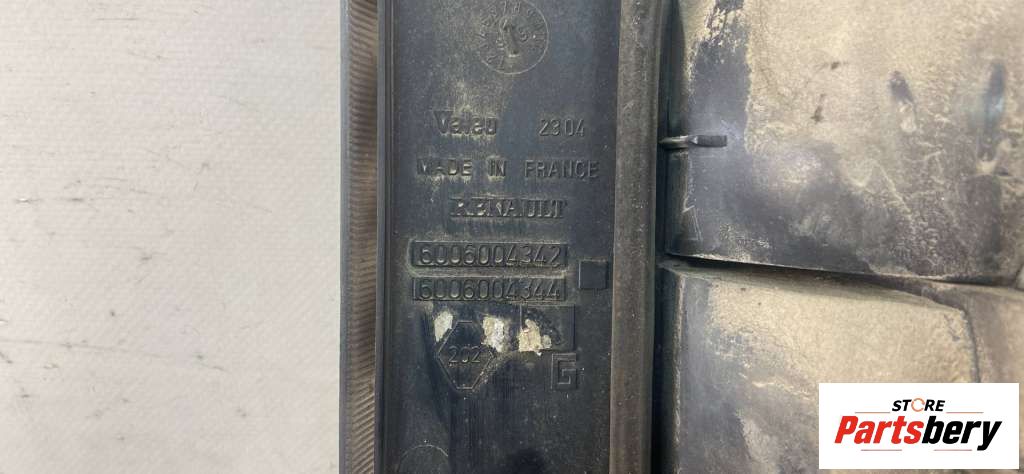 Valeo 2304
MADE IN FRANCE
RENAULT
6006004342
6006004344
202
G
STORE
Partsbery